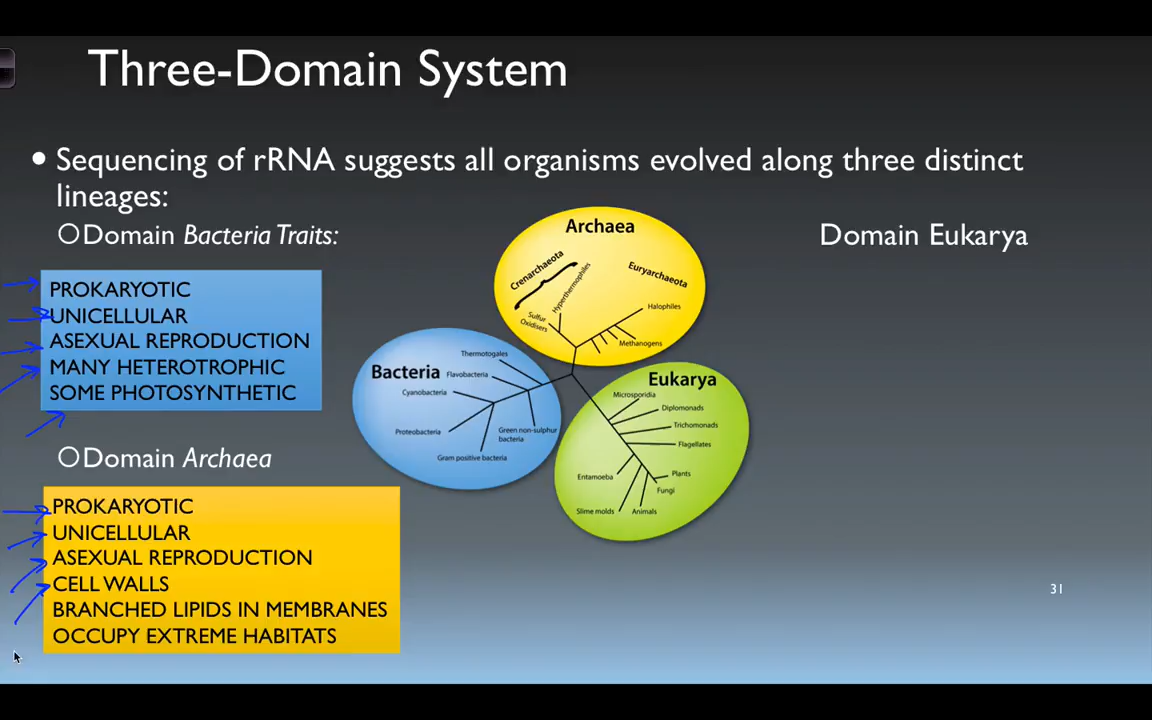 Three-Domain System
Sequencing of rRNA suggests all organisms evolved along three distinct
lineages:
Domain Bacteria Traits:
PROKARYOTIC
UNICELLULAR
ASEXUAL REPRODUCTION
MANY HETEROTROPHIC
SOME PHOTOSYNTHETIC
Domain Archaea
PROKARYOTIC
UNICELLULAR
ASEXUAL REPRODUCTION
CELL WALLS
BRANCHED LIPIDS IN MEMBRANES
OCCUPY EXTREME HABITATS
Archaea
Crenarchaeota
Euryarchaeota
Hyperthermophiles
Sulfur
Oxidisers
Halophiles
Methanogens
Bacteria
Thermotogales
Flavobacteria
Cyanobacteria
Proteobacteria
Green non-sulphur
bacteria
Gram positive bacteria
Eukarya
Microsporidia
Diplomonads
Trichomonads
Flagellates
Entamoeba
Plants
Fungi
Slime molds
Animals
Domain Eukarya
31